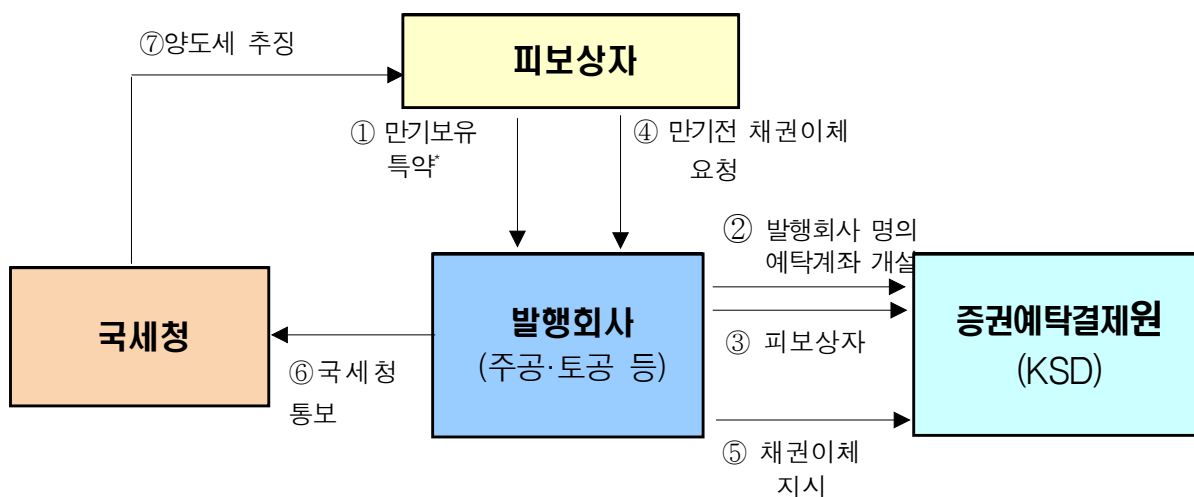 ⑦양도세 추징
피보상자
① 만기보유
특약*
④ 만기전 채권이체
요청
② 발행회사 명의
예탁계좌 개설
국세청
발행회사
(주공·토공 등)
증권예탁결제원
(KSD)
③ 피보상자
⑥국세청
통보
⑤ 채권이체
지시